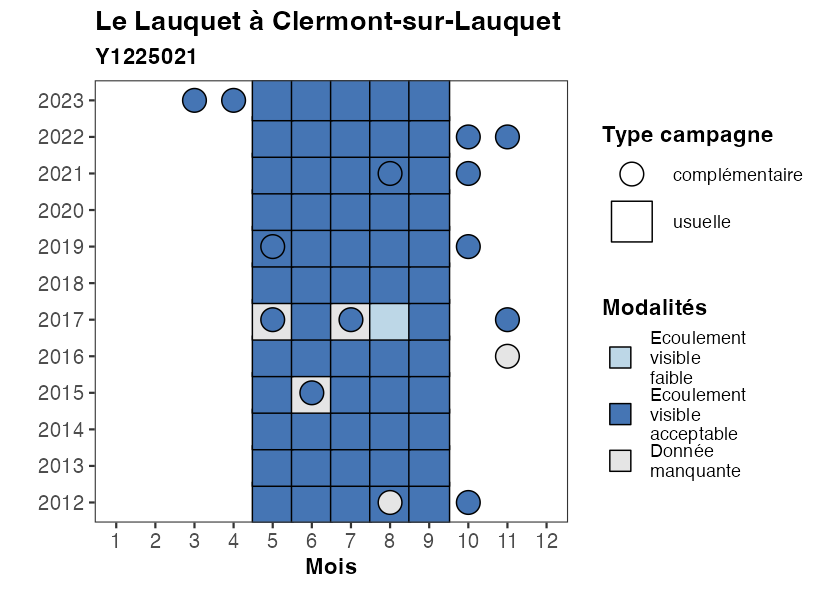 Le Lauquet à Clermont-sur-Lauquet
Y1225021
2023
2022
2021
2020
2019
2018
2017
2016
2015
2014
2013
2012
1 2 3 4 5 6 7 8 9 10 11 12
Mois
Type campagne
complémentaire
usuelle
Modalités
Ecoulement
visible
faible
Ecoulement
visible
acceptable
Donnée
manquante